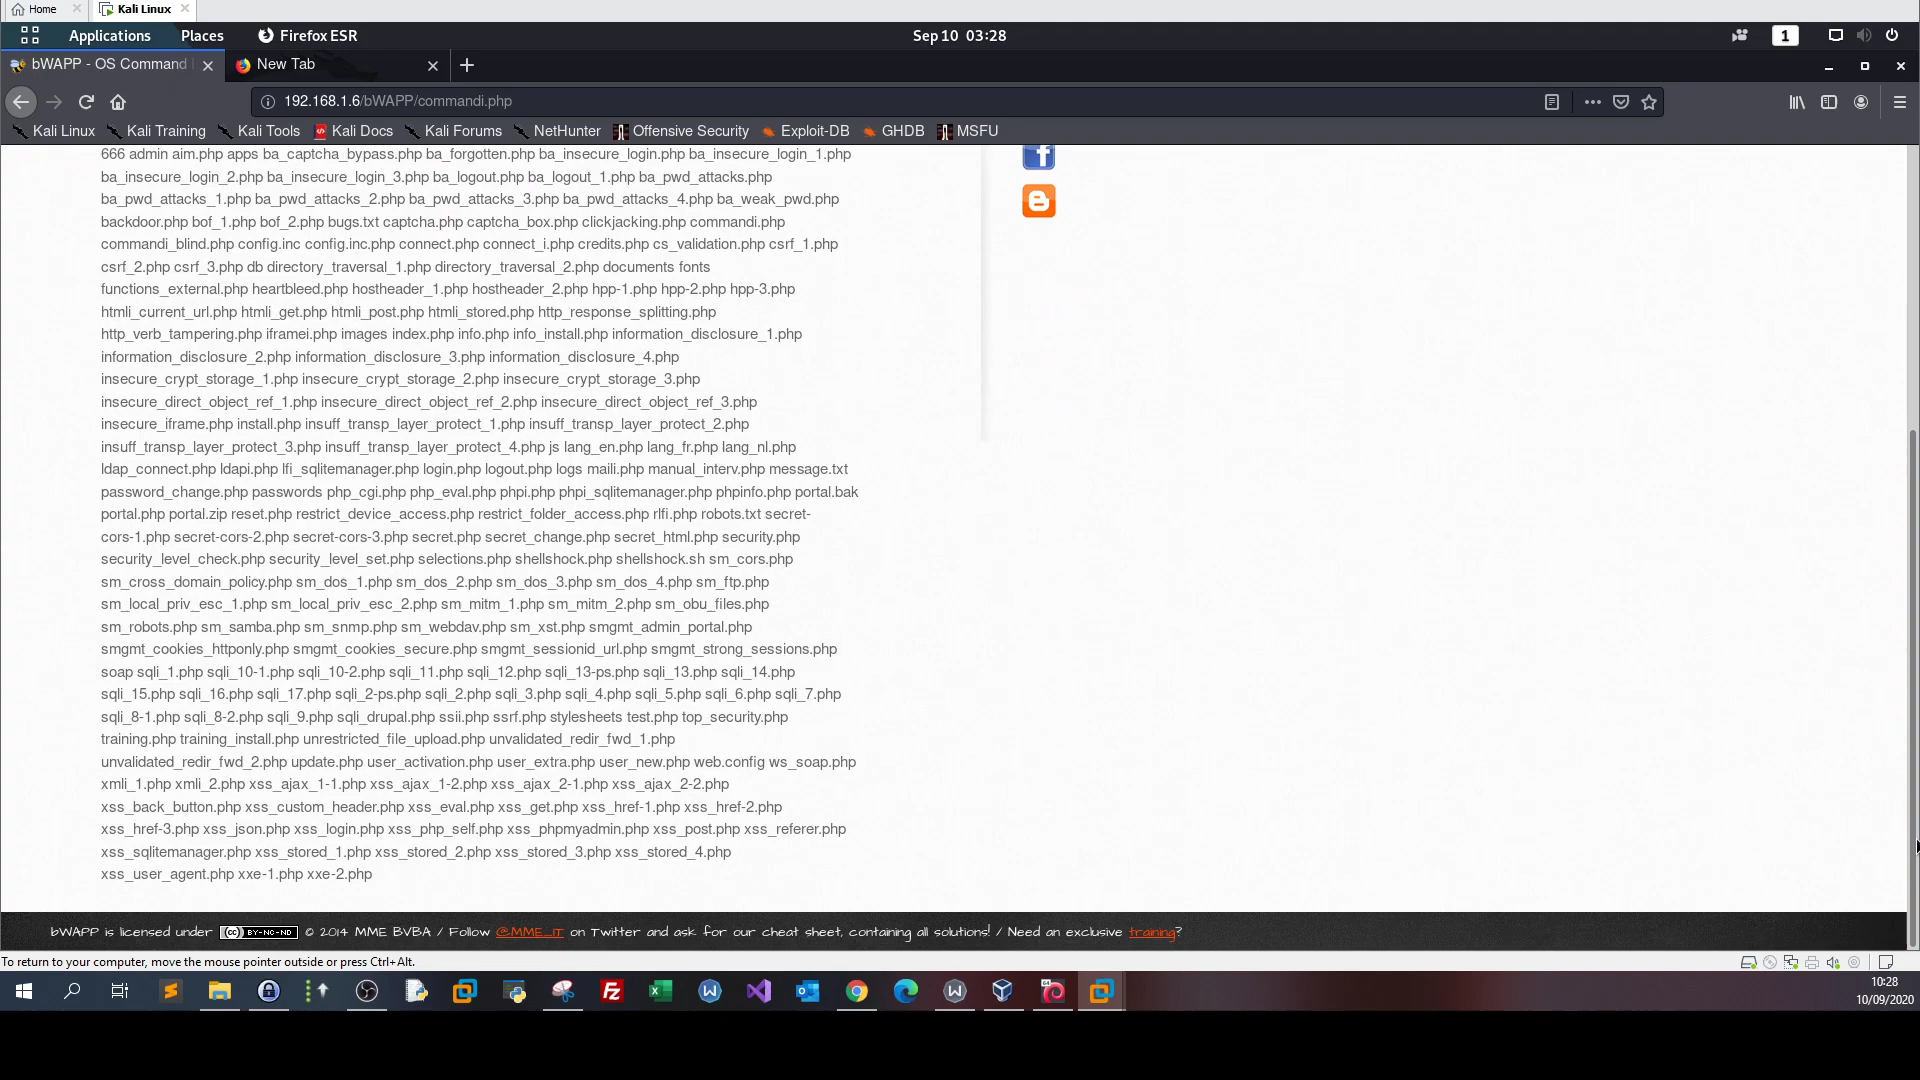 Home
Kali Linux
Applications Places Firefox ESR Sep 10 03:28 1
bWAPP - OS Command New Tab
192.168.1.6/bWAPP/commandi.php
Kali Linux Kali Training Kali Tools Kali Docs Kali Forums NetHunter Offensive Security Exploit-DB GHDB MSFU
666 admin aim.php apps ba_captcha_bypass.php ba_forgotten.php ba_insecure_login.php ba_insecure_login_1.php
ba_insecure_login_2.php ba_insecure_login_3.php ba_logout.php ba_logout_1.php ba_pwd_attacks.php
ba_pwd_attacks_1.php ba_pwd_attacks_2.php ba_pwd_attacks_3.php ba_pwd_attacks_4.php ba_weak_pwd.php
backdoor.php bof_1.php bof_2.php bugs.txt captcha.php captcha_box.php clickjacking.php commandi.php
commandi_blind.php config.inc config.inc.php connect.php connect_i.php credits.php cs_validation.php csrf_1.php
csrf_2.php csrf_3.php db directory_traversal_1.php directory_traversal_2.php documents fonts
functions_external.php heartbleed.php hostheader_1.php hostheader_2.php hpp-1.php hpp-2.php hpp-3.php
htmli_current_url.php htmli_get.php htmli_post.php htmli_stored.php http_response_splitting.php
http_verb_tampering.php iframei.php images index.php info.php info_install.php information_disclosure_1.php
information_disclosure_2.php information_disclosure_3.php information_disclosure_4.php
insecure_crypt_storage_1.php insecure_crypt_storage_2.php insecure_crypt_storage_3.php
insecure_direct_object_ref_1.php insecure_direct_object_ref_2.php insecure_direct_object_ref_3.php
insecure_iframe.php install.php insuff_transp_layer_protect_1.php insuff_transp_layer_protect_2.php
insuff_transp_layer_protect_3.php insuff_transp_layer_protect_4.php js lang_en.php lang_fr.php lang_nl.php
ldap_connect.php ldapi.php lfi_sqlitemanager.php login.php logout.php logs maili.php manual_interv.php message.txt
password_change.php passwords php_cgi.php php_eval.php phpi.php phpi_sqlitemanager.php phpinfo.php portal.bak
portal.php portal.zip reset.php restrict_device_access.php restrict_folder_access.php rlfi.php robots.txt secret-
cors-1.php secret-cors-2.php secret-cors-3.php secret.php secret_change.php secret_html.php security.php
security_level_check.php security_level_set.php selections.php shellshock.php shellshock.sh sm_cors.php
sm_cross_domain_policy.php sm_dos_1.php sm_dos_2.php sm_dos_3.php sm_dos_4.php sm_ftp.php
sm_local_priv_esc_1.php sm_local_priv_esc_2.php sm_mitm_1.php sm_mitm_2.php sm_obu_files.php
sm_robots.php sm_samba.php sm_snmp.php sm_webdav.php sm_xst.php smgmt_admin_portal.php
smgmt_cookies_httponly.php smgmt_cookies_secure.php smgmt_sessionid_url.php smgmt_strong_sessions.php
soap sqli_1.php sqli_10-1.php sqli_10-2.php sqli_11.php sqli_12.php sqli_13-ps.php sqli_13.php sqli_14.php
sqli_15.php sqli_16.php sqli_17.php sqli_2-ps.php sqli_2.php sqli_3.php sqli_4.php sqli_5.php sqli_6.php sqli_7.php
sqli_8-1.php sqli_8-2.php sqli_9.php sqli_drupal.php ssii.php ssrf.php stylesheets test.php top_security.php
training.php training_install.php unrestricted_file_upload.php unvalidated_redir_fwd_1.php
unvalidated_redir_fwd_2.php update.php user_activation.php user_extra.php user_new.php web.config ws_soap.php
xmli_1.php xmli_2.php xss_ajax_1-1.php xss_ajax_1-2.php xss_ajax_2-1.php xss_ajax_2-2.php
xss_back_button.php xss_custom_header.php xss_eval.php xss_get.php xss_href-1.php xss_href-2.php
xss_href-3.php xss_json.php xss_login.php xss_php_self.php xss_phpmyadmin.php xss_post.php xss_referer.php
xss_sqlitemanager.php xss_stored_1.php xss_stored_2.php xss_stored_3.php xss_stored_4.php
xss_user_agent.php xxe-1.php xxe-2.php
bWAPP is licensed under (cc) BY-NC-ND © 2014 MME BVBA / Follow @MME_IT on Twitter and ask for our cheat sheet, containing all solutions! / Need an exclusive training?
To return to your computer, move the mouse pointer outside or press Ctrl+Alt.
10:28
10/09/2020